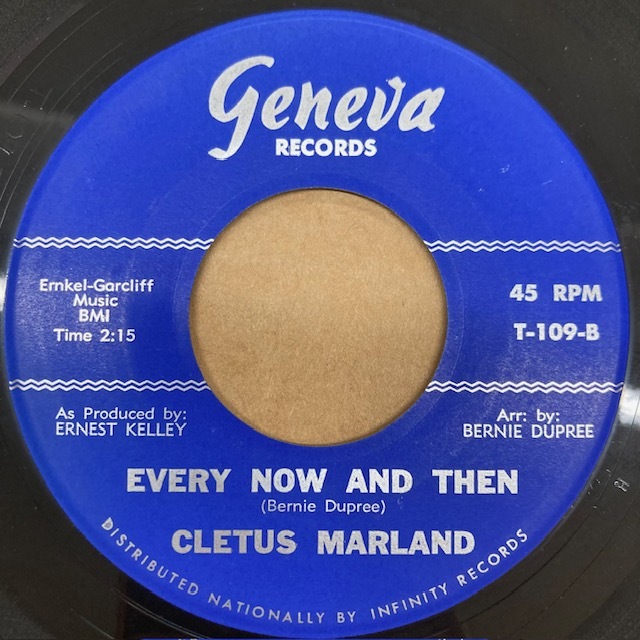 Geneva
RECORDS
Ernkel-Garcliff
Music
BMI
Time 2:15
45 RPM
T-109-B
As Produced by:
ERNEST KELLEY
Arr: by:
BERNIE DUPREE
EVERY NOW AND THEN
(Bernie Dupree)
CLETUS MARLAND
DISTRIBUTED NATIONALLY BY INFINITY RECORDS